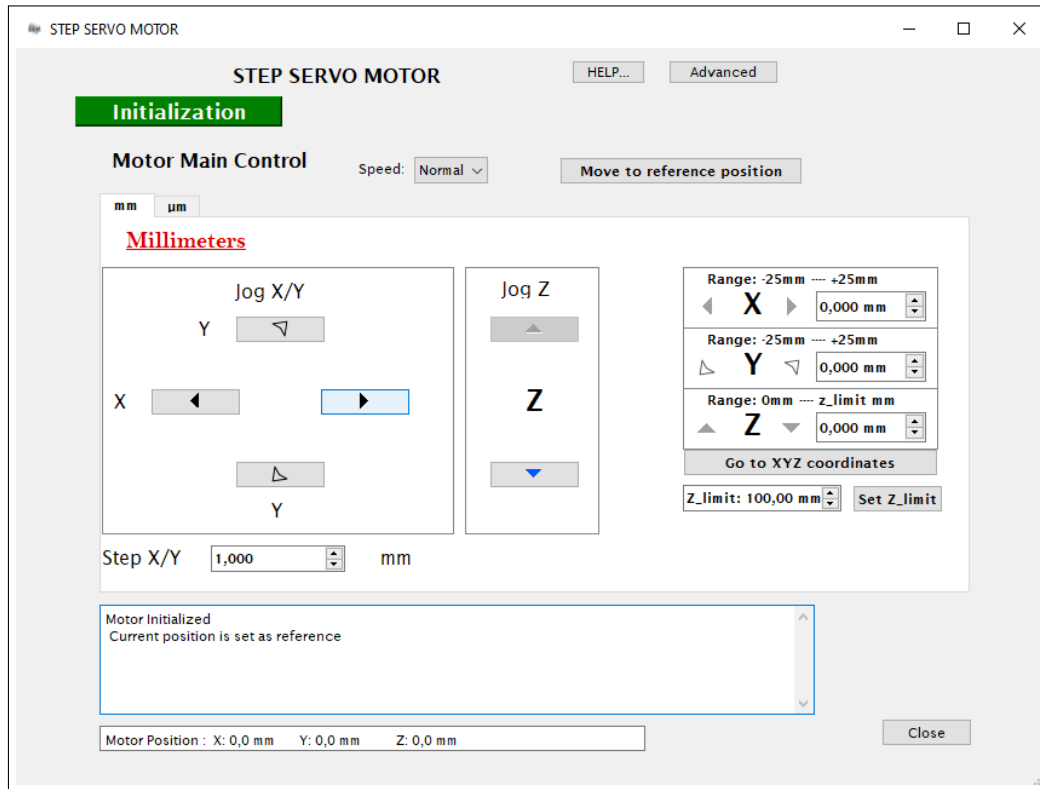 STEP SERVO MOTOR
STEP SERVO MOTOR
HELP...
Advanced
Initialization
Motor Main Control
Speed: Normal
Move to reference position
mm
µm
Millimeters
Jog X/Y
Y
X
Y
Step X/Y 1,000 mm
Jog Z
Z
Range: -25mm ---- +25mm
X 0,000 mm
Range: -25mm ---- +25mm
Y 0,000 mm
Range: 0mm ---- z_limit mm
Z 0,000 mm
Go to XYZ coordinates
Z_limit: 100,00 mm
Set Z_limit
Motor Initialized
Current position is set as reference
Motor Position : X: 0,0 mm Y: 0,0 mm Z: 0,0 mm
Close